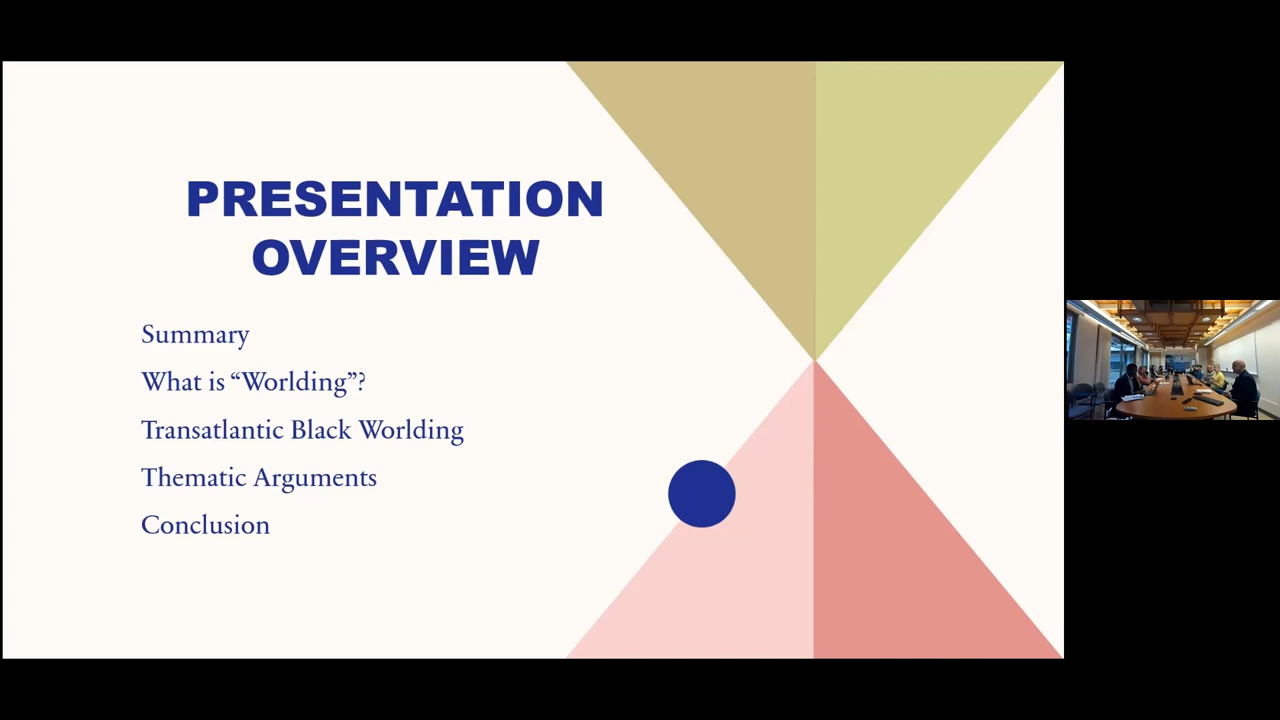 PRESENTATION
OVERVIEW
Summary
What is “Worlding”?
Transatlantic Black Worlding
Thematic Arguments
Conclusion